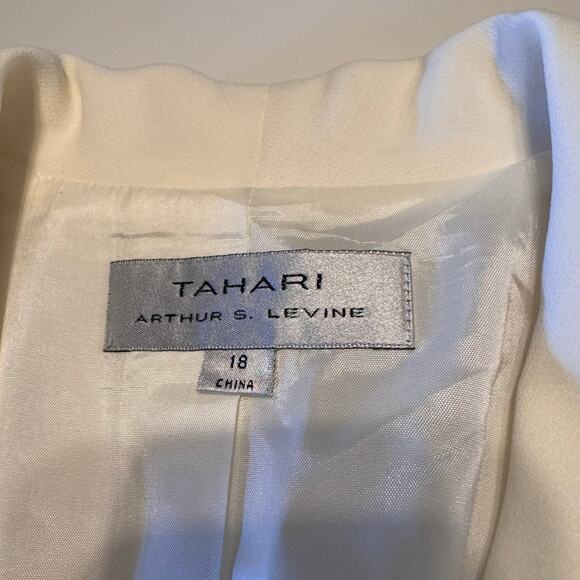 TAHARI
ARTHUR S. LEVINE
18
CHINA